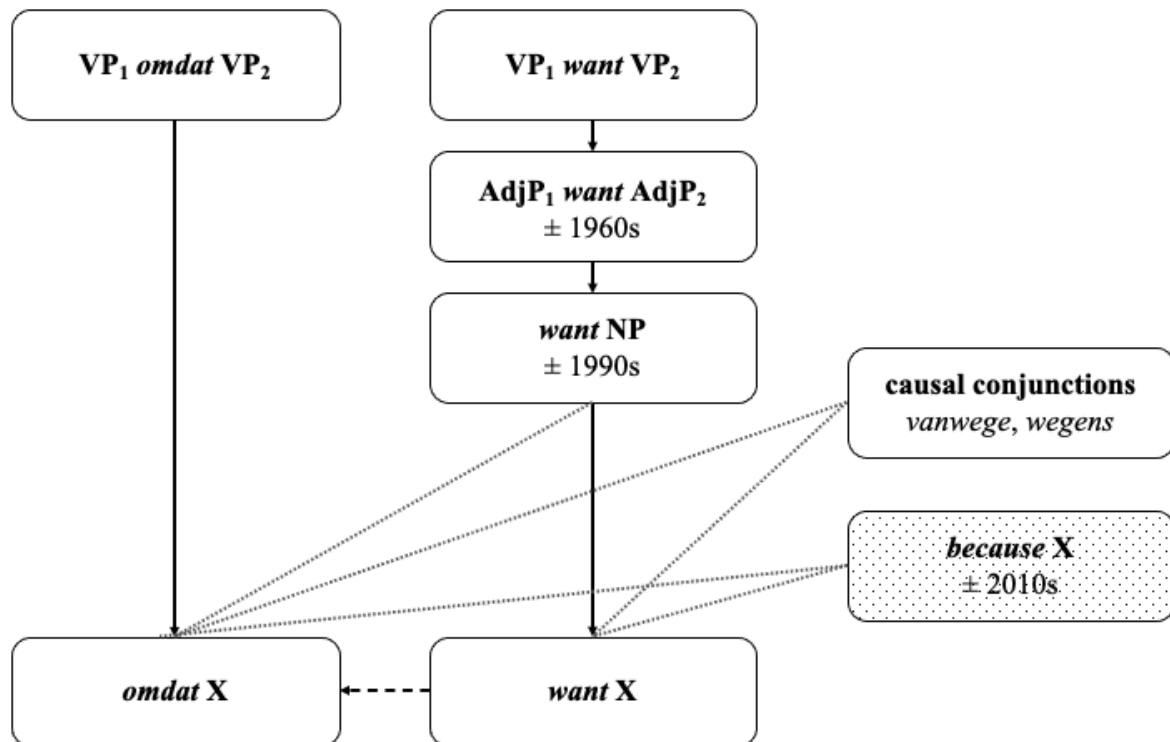 VP₁ omdat VP₂
VP₁ want VP₂
AdjP₁ want AdjP₂
± 1960s
want NP
± 1990s
causal conjunctions
vanwege, wegens
because X
± 2010s
omdat X
want X